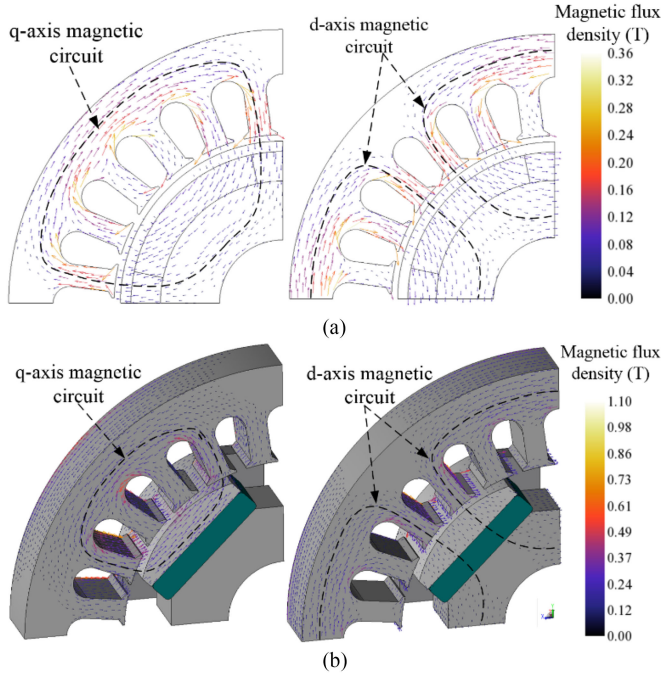 q-axis magnetic
circuit
d-axis magnetic
circuit
Magnetic flux
density (T)
0.36
0.32
0.28
0.24
0.20
0.16
0.12
0.08
0.04
0.00
(a)
q-axis magnetic
circuit
d-axis magnetic
circuit
Magnetic flux
density (T)
1.10
0.98
0.86
0.73
0.61
0.49
0.37
0.24
0.12
0.00
(b)